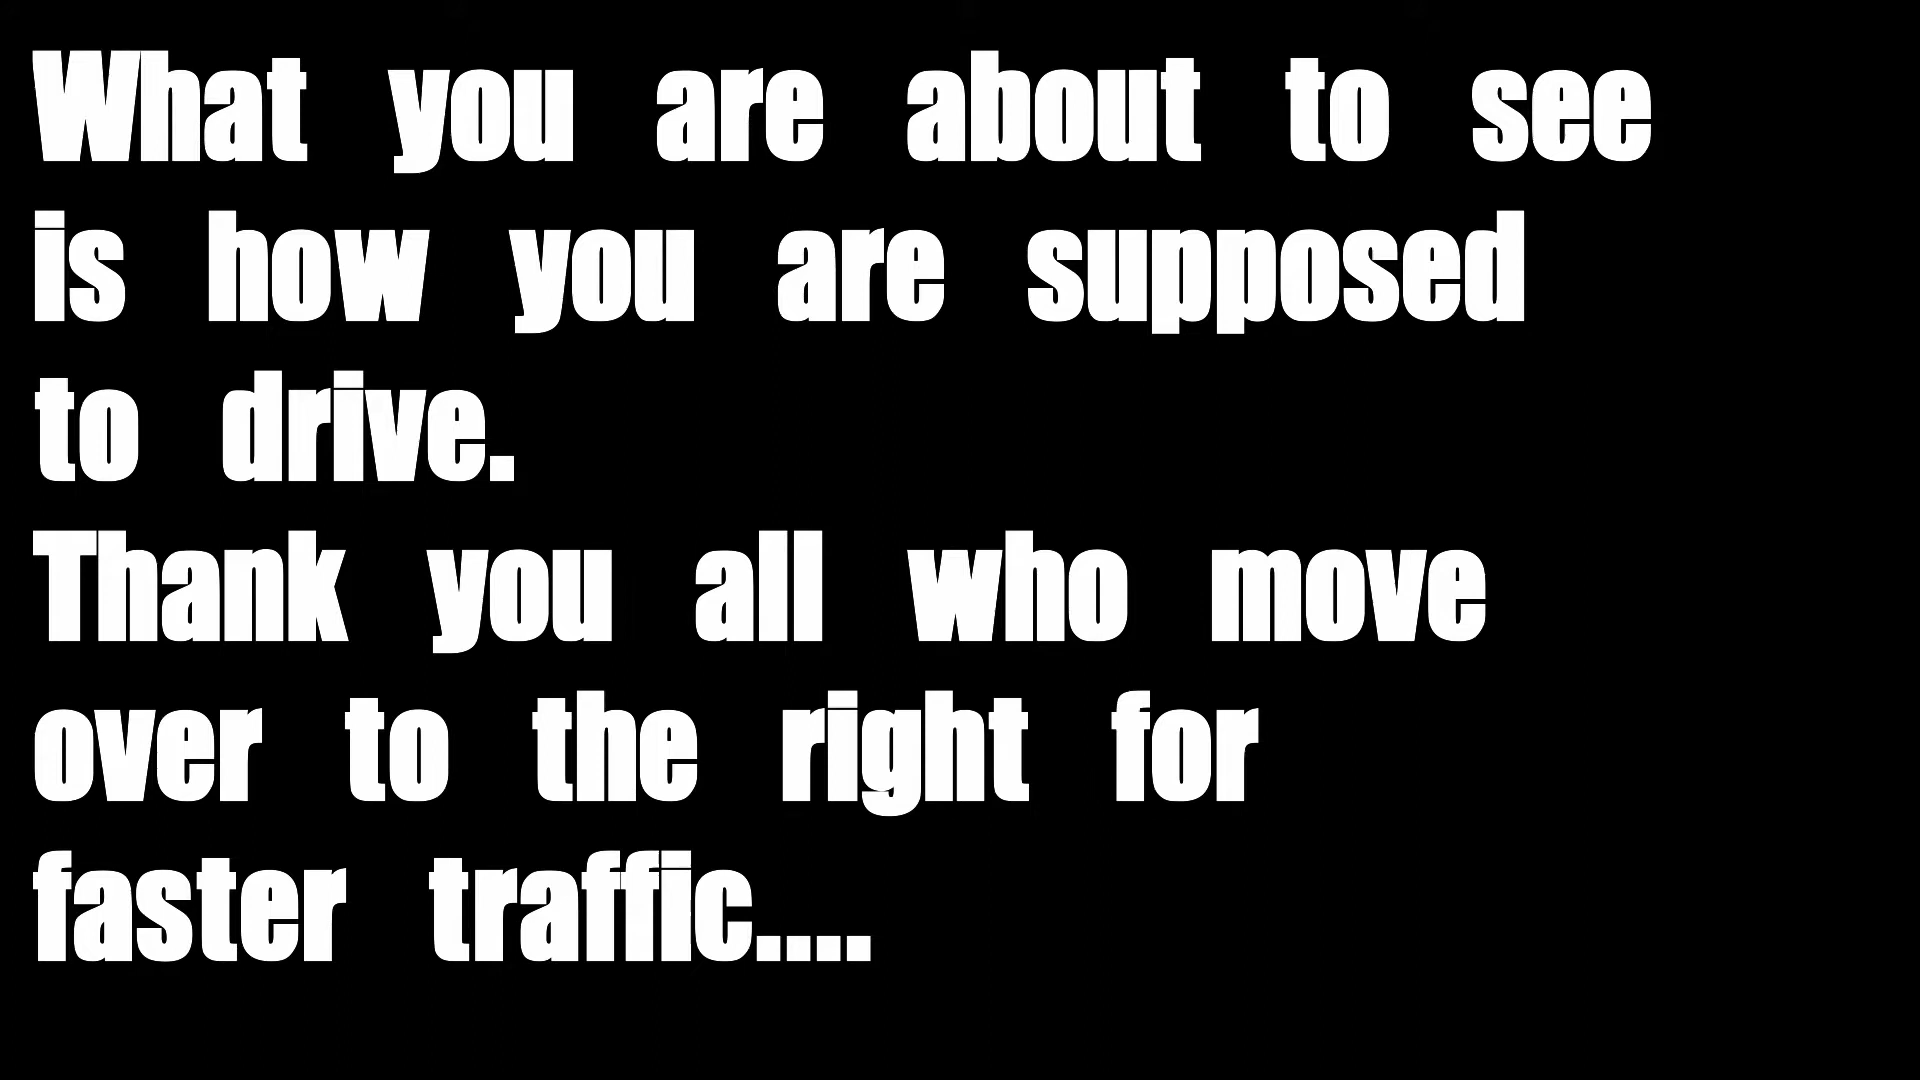 What you are about to see
is how you are supposed
to drive.
Thank you all who move
over to the right for
faster traffic....